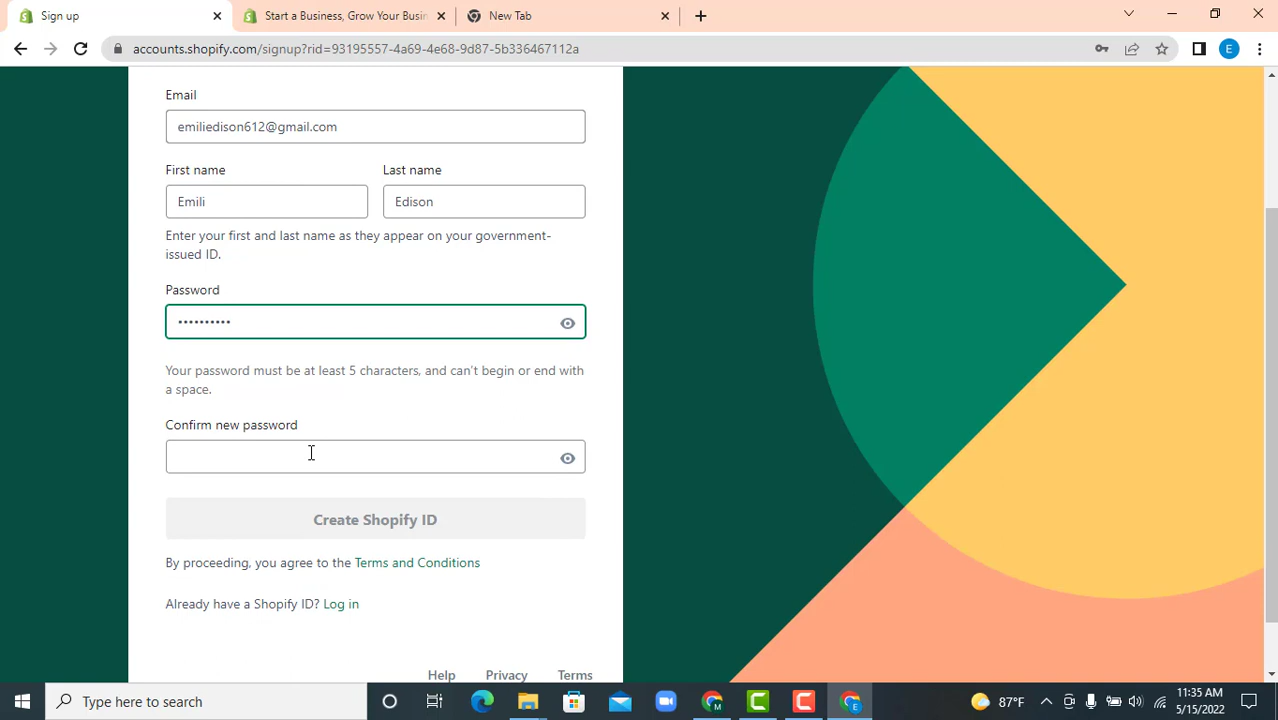 Sign up
Start a Business, Grow Your Busin
New Tab
accounts.shopify.com/signup?rid=93195557-4a69-4e68-9d87-5b336467112a
E
Email
emiliedison612@gmail.com
First name
Last name
Emili
Edison
Enter your first and last name as they appear on your government-
issued ID.
Password
••••••••••
Your password must be at least 5 characters, and can't begin or end with
a space.
Confirm new password
Create Shopify ID
By proceeding, you agree to the Terms and Conditions
Already have a Shopify ID? Log in
Help
Privacy
Terms
Type here to search
M
E
87°F
11:35 AM
5/15/2022